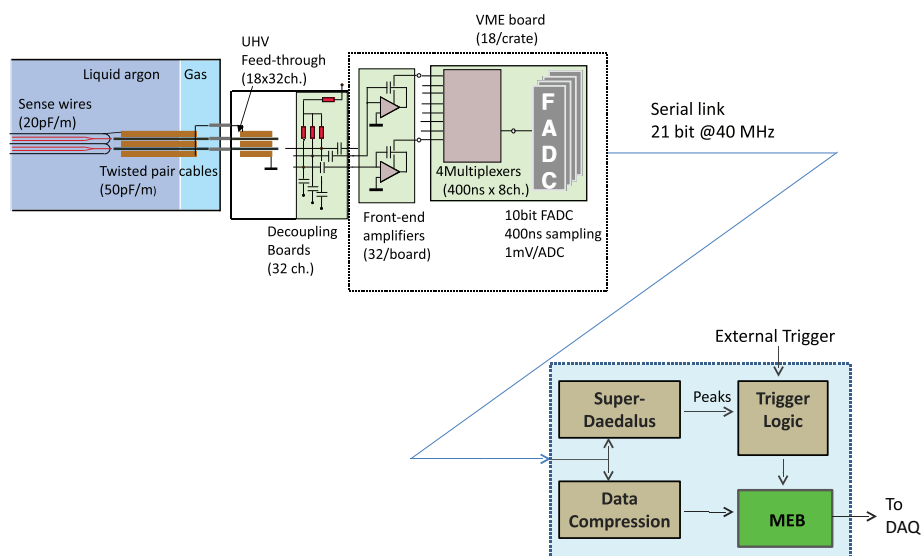 VME board
(18/crate)
UHV
Feed-through
(18x32ch.)
Liquid argon
Gas
Sense wires
(20pF/m)
Twisted pair cables
(50pF/m)
Decoupling
Boards
(32 ch.)
Front-end
amplifiers
(32/board)
4Multiplexers
(400ns x 8ch.)
F
A
D
C
10bit FADC
400ns sampling
1mV/ADC
Serial link
21 bit @40 MHz
External Trigger
Super-
Daedalus
Peaks
Trigger
Logic
Data
Compression
MEB
To
DAQ